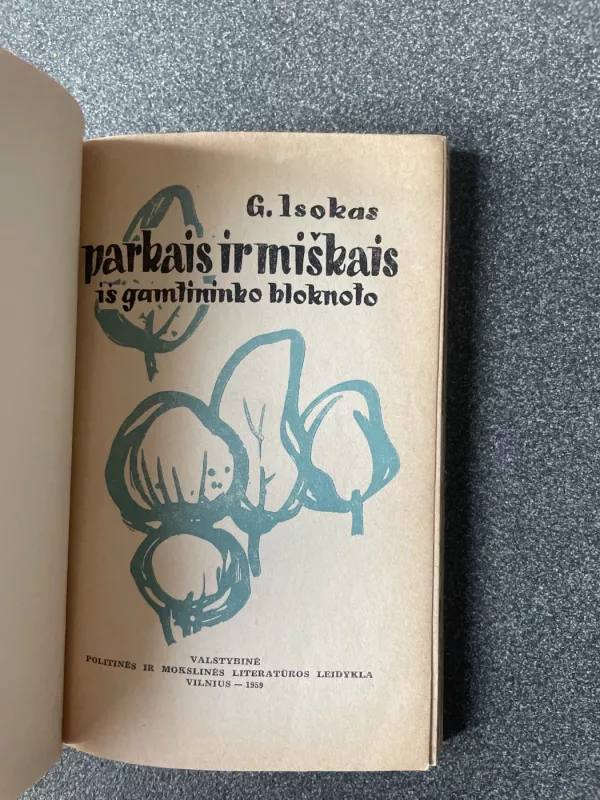 G. Isokas
parkais ir miškais
iš gamtininko bloknoto
VALSTYBINĖ
POLITINĖS IR MOKSLINĖS LITERATŪROS LEIDYKLA
VILNIUS — 1959